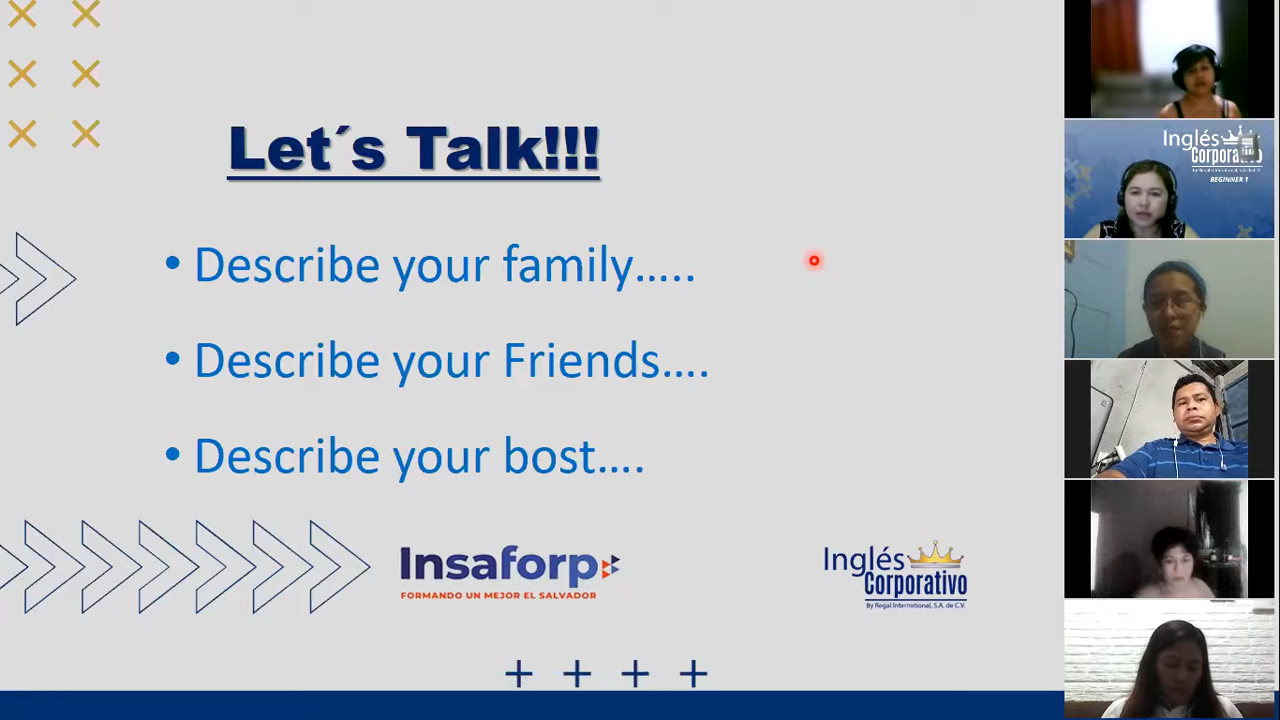 Let´s Talk!!!
• Describe your family…..
• Describe your Friends….
• Describe your bost….
Insaforp
FORMANDO UN MEJOR EL SALVADOR
Inglés
Corporativo
By Regal International, S.A. de C.V.
Inglés
Corporativo
BEGINNER 1